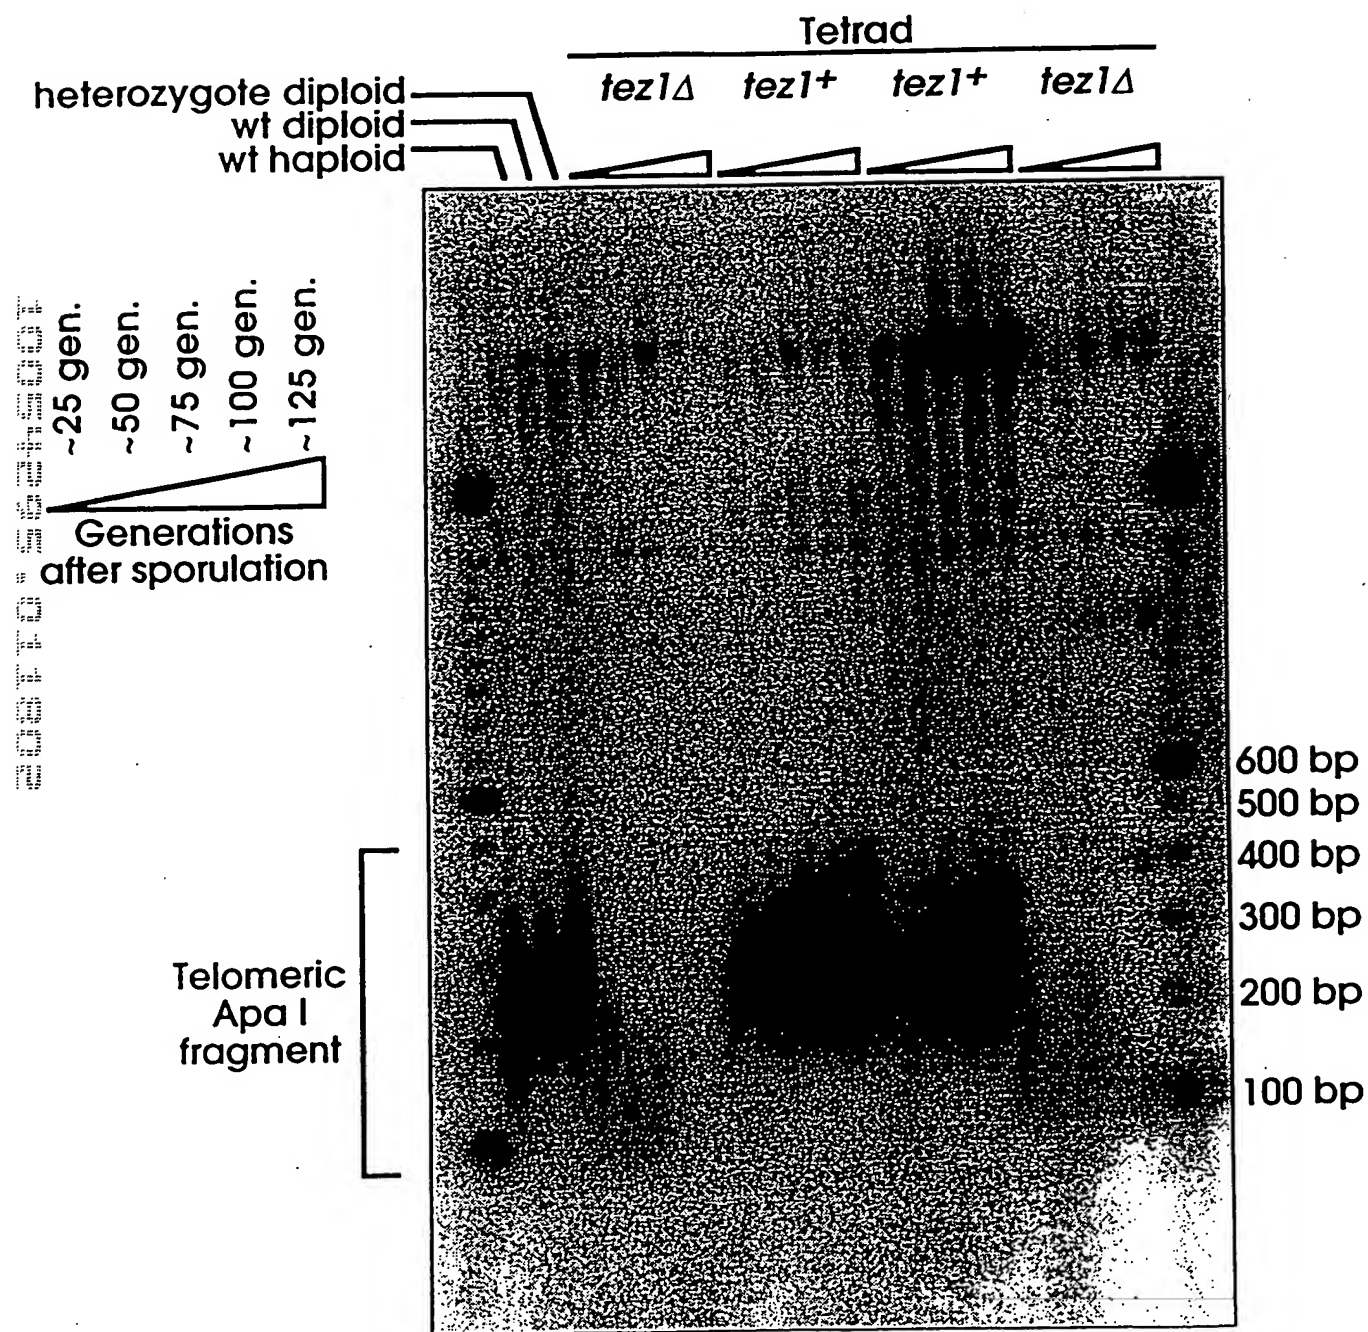 Tetrad
tez1Δ tez1+ tez1+ tez1Δ
heterozygote diploid
wt diploid
wt haploid
~25 gen.
~50 gen.
~75 gen.
~100 gen.
~125 gen.
Generations
after sporulation
10054295.011802
600 bp
500 bp
400 bp
300 bp
200 bp
100 bp
Telomeric
Apa I
fragment